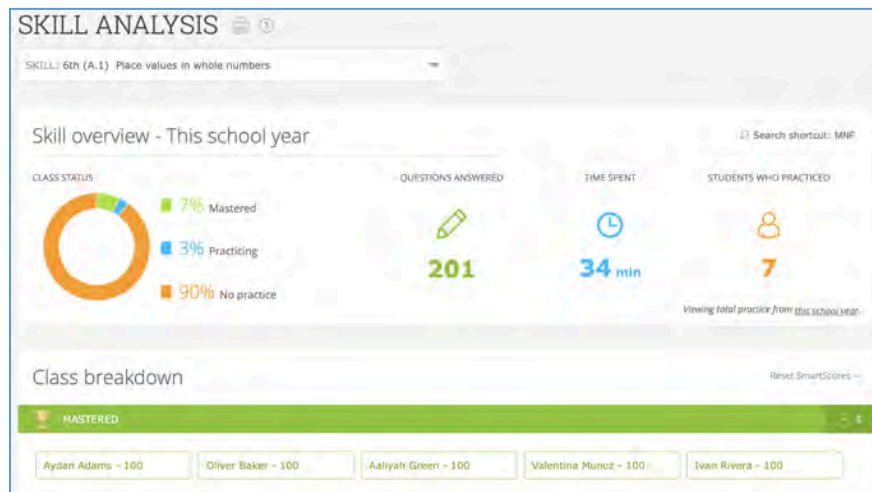 SKILL ANALYSIS
SKILL: 6th (A.1) Place values in whole numbers
Skill overview - This school year
Search shortcut: MNF
CLASS STATUS
QUESTIONS ANSWERED
TIME SPENT
STUDENTS WHO PRACTICED
7% Mastered
3% Practicing
90% No practice
201
34 min
7
Viewing total practice from this school year.
Class breakdown
Reset SmartScores
MASTERED
Aydan Adams - 100
Oliver Baker - 100
Aaliyah Green - 100
Valentina Munoz - 100
Ivan Rivera - 100